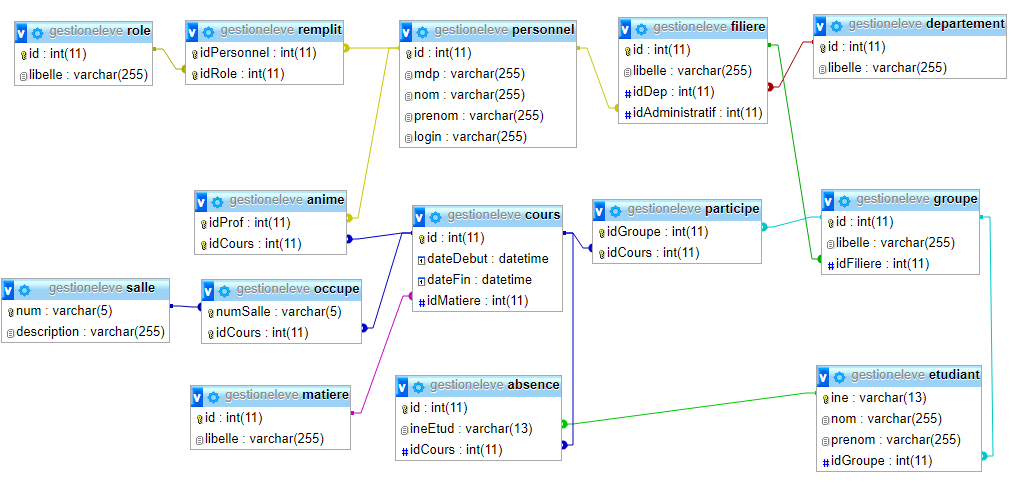 gestioneleve role
id : int(11)
libelle : varchar(255)
gestioneleve remplit
idPersonnel : int(11)
idRole : int(11)
gestioneleve personnel
id : int(11)
mdp : varchar(255)
nom : varchar(255)
prenom : varchar(255)
login : varchar(255)
gestioneleve filiere
id : int(11)
libelle : varchar(255)
idDep : int(11)
idAdministratif : int(11)
gestioneleve departement
id : int(11)
libelle : varchar(255)
gestioneleve anime
idProf : int(11)
idCours : int(11)
gestioneleve cours
id : int(11)
dateDebut : datetime
dateFin : datetime
idMatiere : int(11)
gestioneleve participe
idGroupe : int(11)
idCours : int(11)
gestioneleve groupe
id : int(11)
libelle : varchar(255)
idFiliere : int(11)
gestioneleve salle
num : varchar(5)
description : varchar(255)
gestioneleve occupe
numSalle : varchar(5)
idCours : int(11)
gestioneleve matiere
id : int(11)
libelle : varchar(255)
gestioneleve absence
id : int(11)
ineEtud : varchar(13)
idCours : int(11)
gestioneleve etudiant
ine : varchar(13)
nom : varchar(255)
prenom : varchar(255)
idGroupe : int(11)